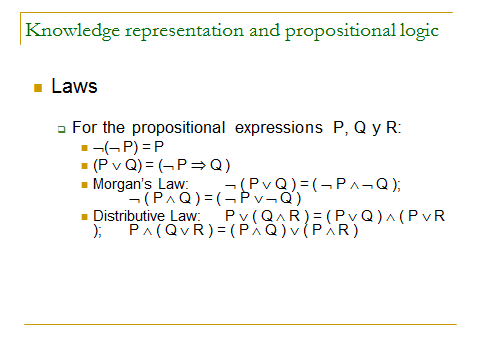 Knowledge representation and propositional logic
Laws
For the propositional expressions P, Q y R:
¬(¬ P) = P
(P ∨ Q) = (¬ P ⇒ Q)
Morgan's Law: ¬ ( P ∨ Q ) = ( ¬ P ∧ ¬ Q );
¬ ( P ∧ Q ) = ( ¬ P ∨ ¬ Q )
Distributive Law: P ∨ ( Q ∧ R ) = ( P ∨ Q ) ∧ ( P ∨ R
); P ∧ ( Q ∨ R ) = ( P ∧ Q ) ∨ ( P ∧ R )